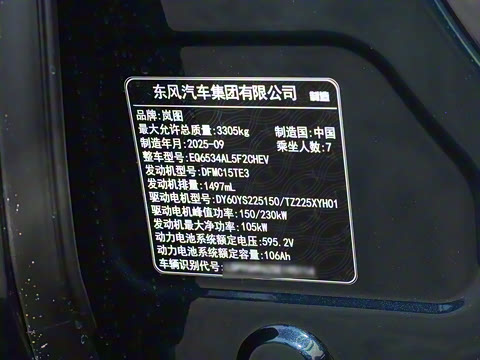 东风汽车集团有限公司 制造
品牌:岚图
最大允许总质量:3305kg 制造国:中国
制造年月:2025-09 乘坐人数:7
整车型号:EQ6534AL5F2CHEV
发动机型号:DFMC15TE3
发动机排量:1497mL
驱动电机型号:DY60YS225150/TZ225XYH01
驱动电机峰值功率:150/230kW
发动机最大净功率:105kW
动力电池系统额定电压:595.2V
动力电池系统额定容量:106Ah
车辆识别代号: